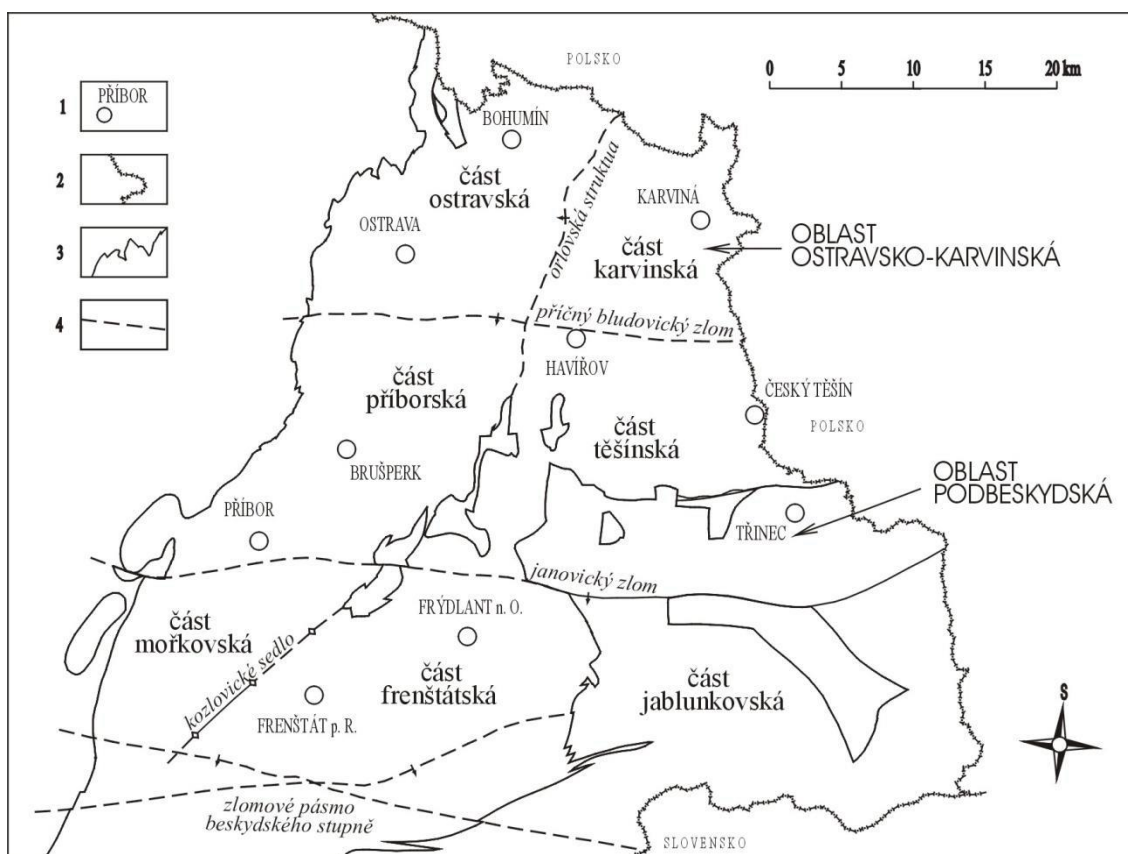 1
PŘÍBOR
2
3
4
POLSKO
0 5 10 15 20 km
BOHUMÍN
část
ostravská
OSTRAVA
orlovská struktua
KARVINÁ
část
karvinská
OBLAST
OSTRAVSKO-KARVINSKÁ
příčný bludovický zlom
HAVÍŘOV
část
příborská
ČESKÝ TĚŠÍN
POLSKO
část
těšínská
BRUŠPERK
OBLAST
PODBESKYDSKÁ
PŘÍBOR
TŘINEC
janovický zlom
část
mořkovská
FRÝDLANT n. O.
kozlovické sedlo
část
frenštátská
část
jablunkovská
FRENŠTÁT p. R.
S
zlomové pásmo
beskydského stupně
SLOVENSKO